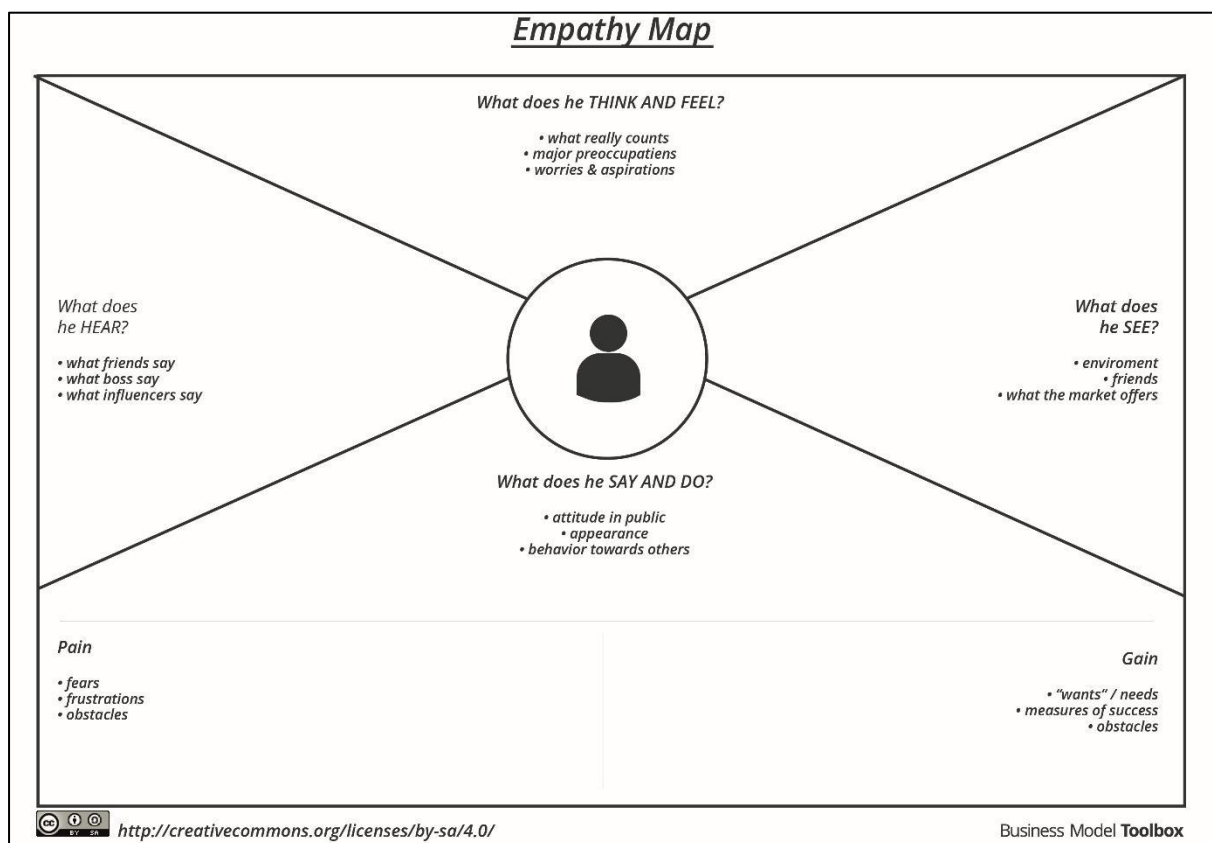 Empathy Map
What does he THINK AND FEEL?
• what really counts
• major preoccupatiens
• worries & aspirations
What does
he HEAR?
• what friends say
• what boss say
• what influencers say
What does
he SEE?
• enviroment
• friends
• what the market offers
What does he SAY AND DO?
• attitude in public
• appearance
• behavior towards others
Pain
• fears
• frustrations
• obstacles
Gain
• “wants” / needs
• measures of success
• obstacles
cc BY SA
http://creativecommons.org/licenses/by-sa/4.0/
Business Model Toolbox